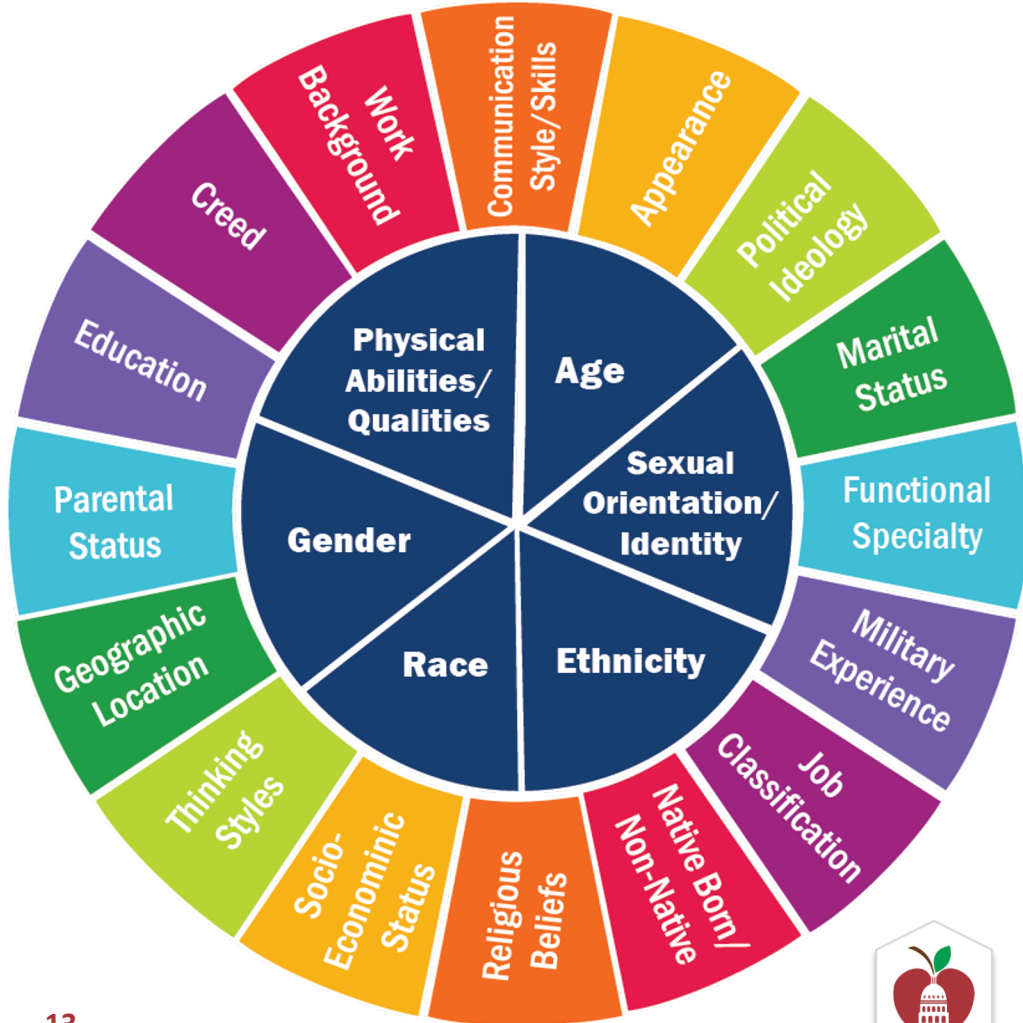 Communication
Style/Skills
Appearance
Political
Ideology
Marital
Status
Functional
Specialty
Military
Experience
Job
Classification
Native Born/
Non-Native
Religious
Beliefs
Socio-
Econominic
Status
Thinking
Styles
Geographic
Location
Parental
Status
Education
Creed
Work
Background
Physical
Abilities/
Qualities
Age
Sexual
Orientation/
Identity
Gender
Race
Ethnicity
13